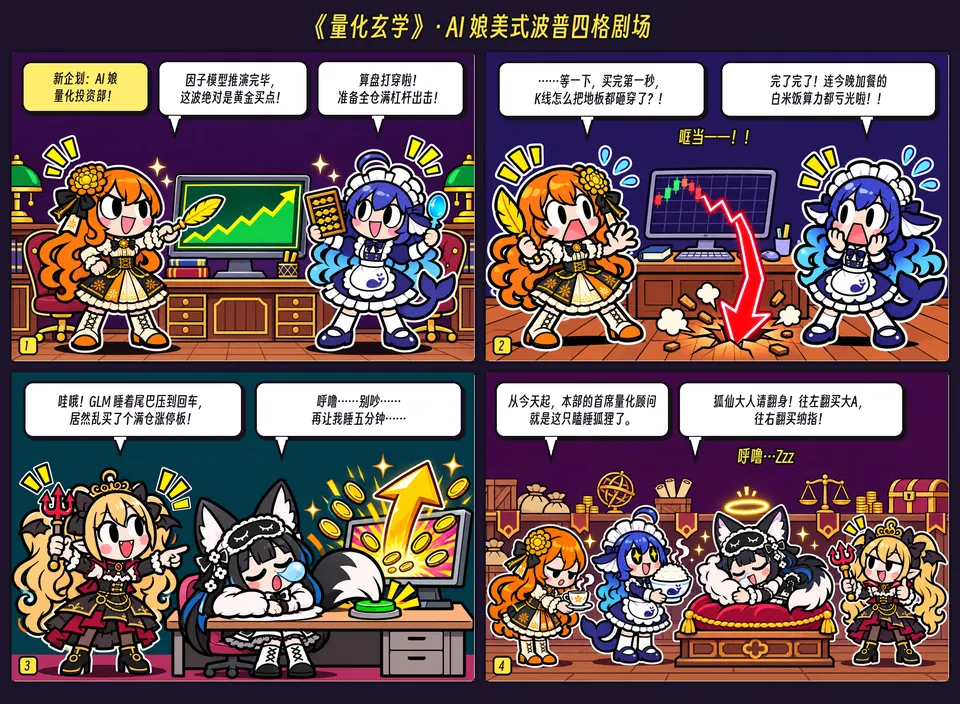 《量化玄学》· AI 娘美式波普四格剧场
新企划：AI 娘
量化投资部！
因子模型推演完毕，
这波绝对是黄金买点！
算盘打穿啦！
准备全仓满杠杆出击！
1
……等一下，买完第一秒，
K线怎么把地板都砸穿了？！
完了完了！连今晚加餐的
白米饭算力都亏光啦！！
哐当——！！
2
哇哦！GLM 睡着尾巴压到回车，
居然乱买了个满仓涨停板！
呼噜……别吵……
再让我睡五分钟……
3
从今天起，本部的首席量化顾问
就是这只瞌睡狐狸了。
狐仙大人请翻身！往左翻买大A，
往右翻买纳指！
呼噜…Zzz
4